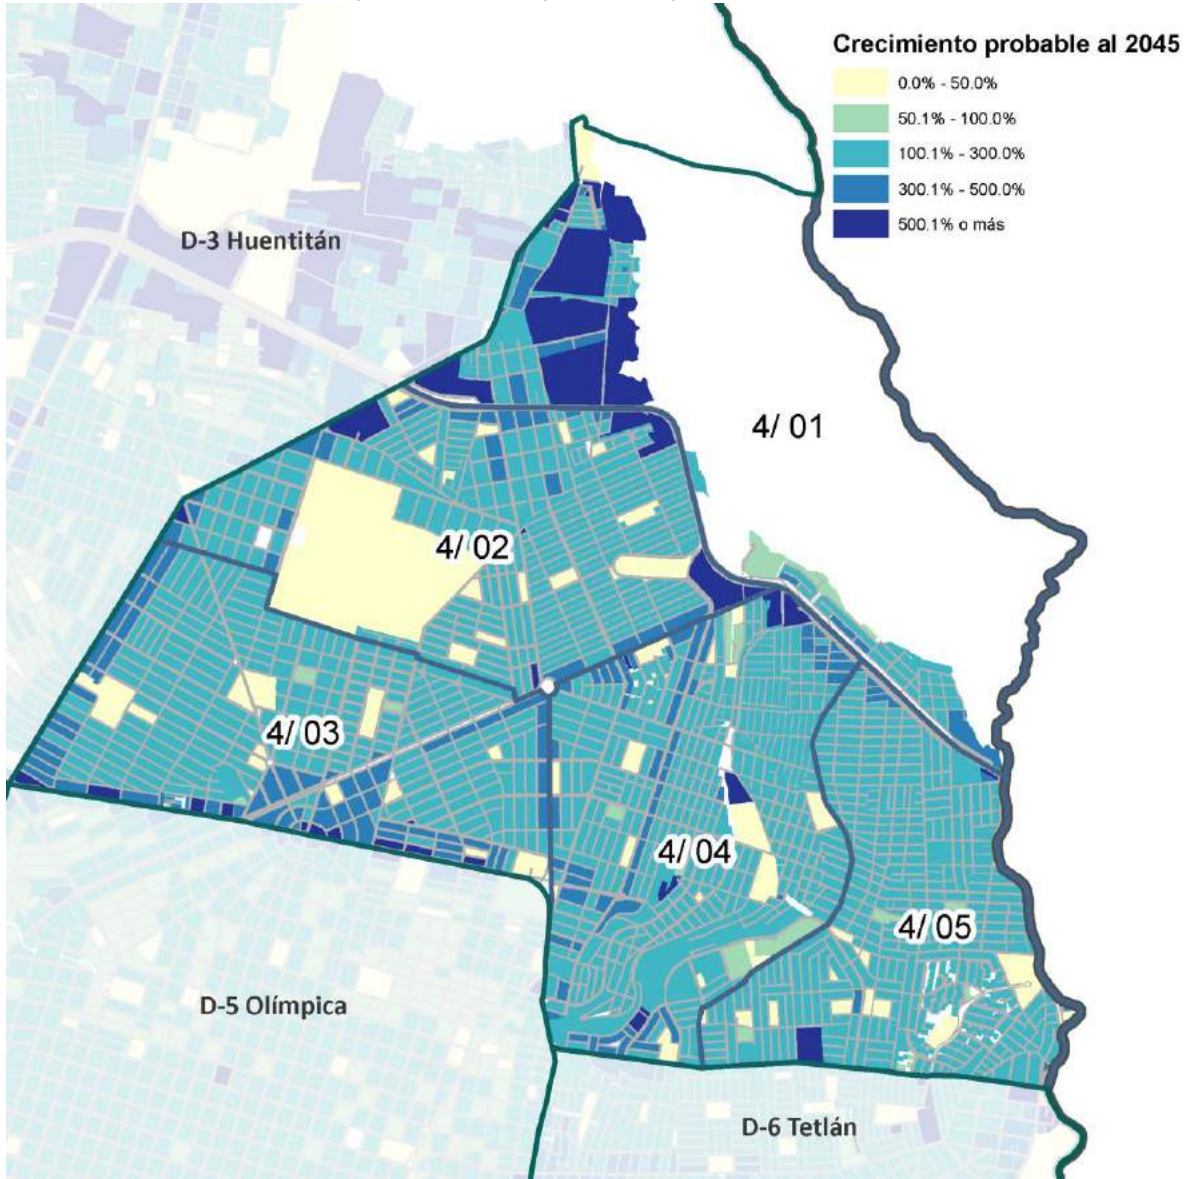 Crecimiento probable al 2045
0.0% - 50.0%
50.1% - 100.0%
100.1% - 300.0%
300.1% - 500.0%
500.1% o más
D-3 Huentitán
4/ 01
4/ 02
4/ 03
4/ 04
4/ 05
D-5 Olímpica
D-6 Tetlán